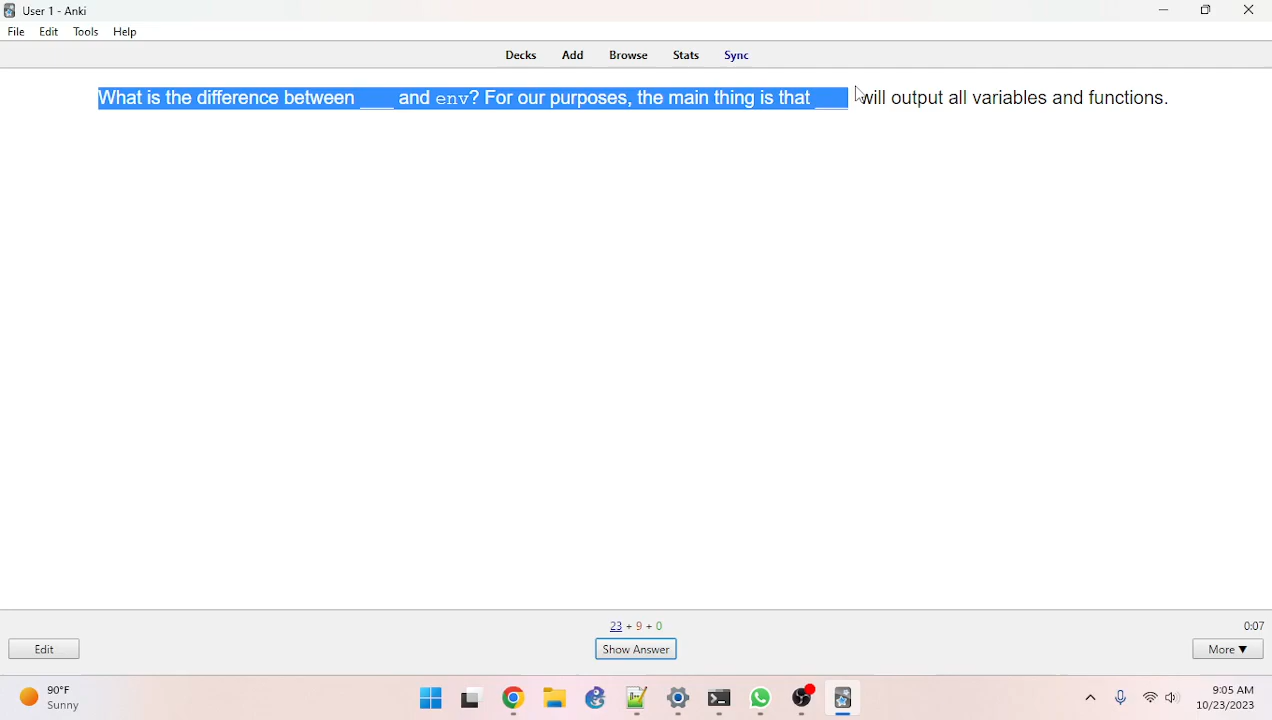 User 1 - Anki
File Edit Tools Help
Decks Add Browse Stats Sync
What is the difference between ____ and env? For our purposes, the main thing is that ____ will output all variables and functions.
23 + 9 + 0
0:07
Edit
Show Answer
More ▼
90°F
Sunny
9:05 AM
10/23/2023